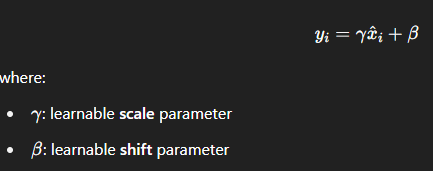 yᵢ = γx̂ᵢ + β
where:
• γ: learnable scale parameter
• β: learnable shift parameter